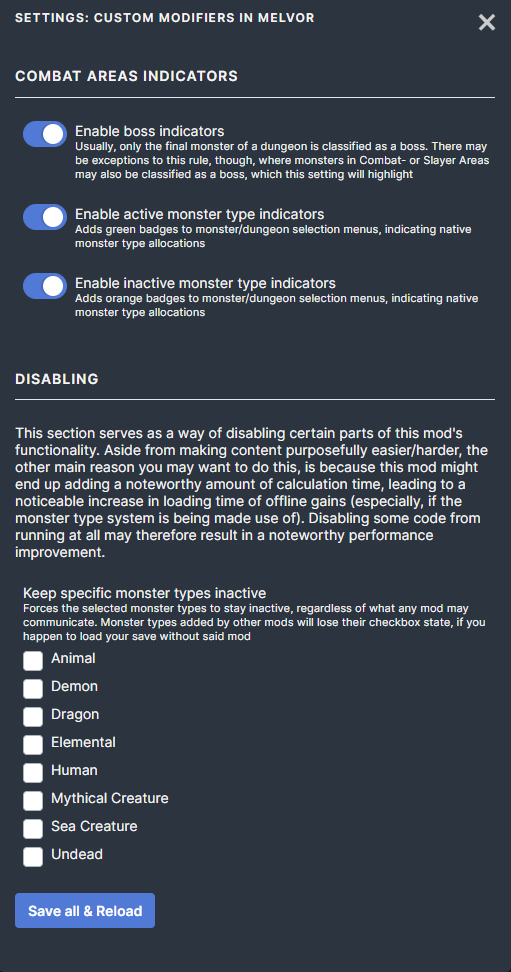 SETTINGS: CUSTOM MODIFIERS IN MELVOR
COMBAT AREAS INDICATORS
Enable boss indicators
Usually, only the final monster of a dungeon is classified as a boss. There may
be exceptions to this rule, though, where monsters in Combat- or Slayer Areas
may also be classified as a boss, which this setting will highlight
Enable active monster type indicators
Adds green badges to monster/dungeon selection menus, indicating native
monster type allocations
Enable inactive monster type indicators
Adds orange badges to monster/dungeon selection menus, indicating native
monster type allocations
DISABLING
This section serves as a way of disabling certain parts of this mod's
functionality. Aside from making content purposefully easier/harder, the
other main reason you may want to do this, is because this mod might
end up adding a noteworthy amount of calculation time, leading to a
noticeable increase in loading time of offline gains (especially, if the
monster type system is being made use of). Disabling some code from
running at all may therefore result in a noteworthy performance
improvement.
Keep specific monster types inactive
Forces the selected monster types to stay inactive, regardless of what any mod may
communicate. Monster types added by other mods will lose their checkbox state, if you
happen to load your save without said mod
Animal
Demon
Dragon
Elemental
Human
Mythical Creature
Sea Creature
Undead
Save all & Reload